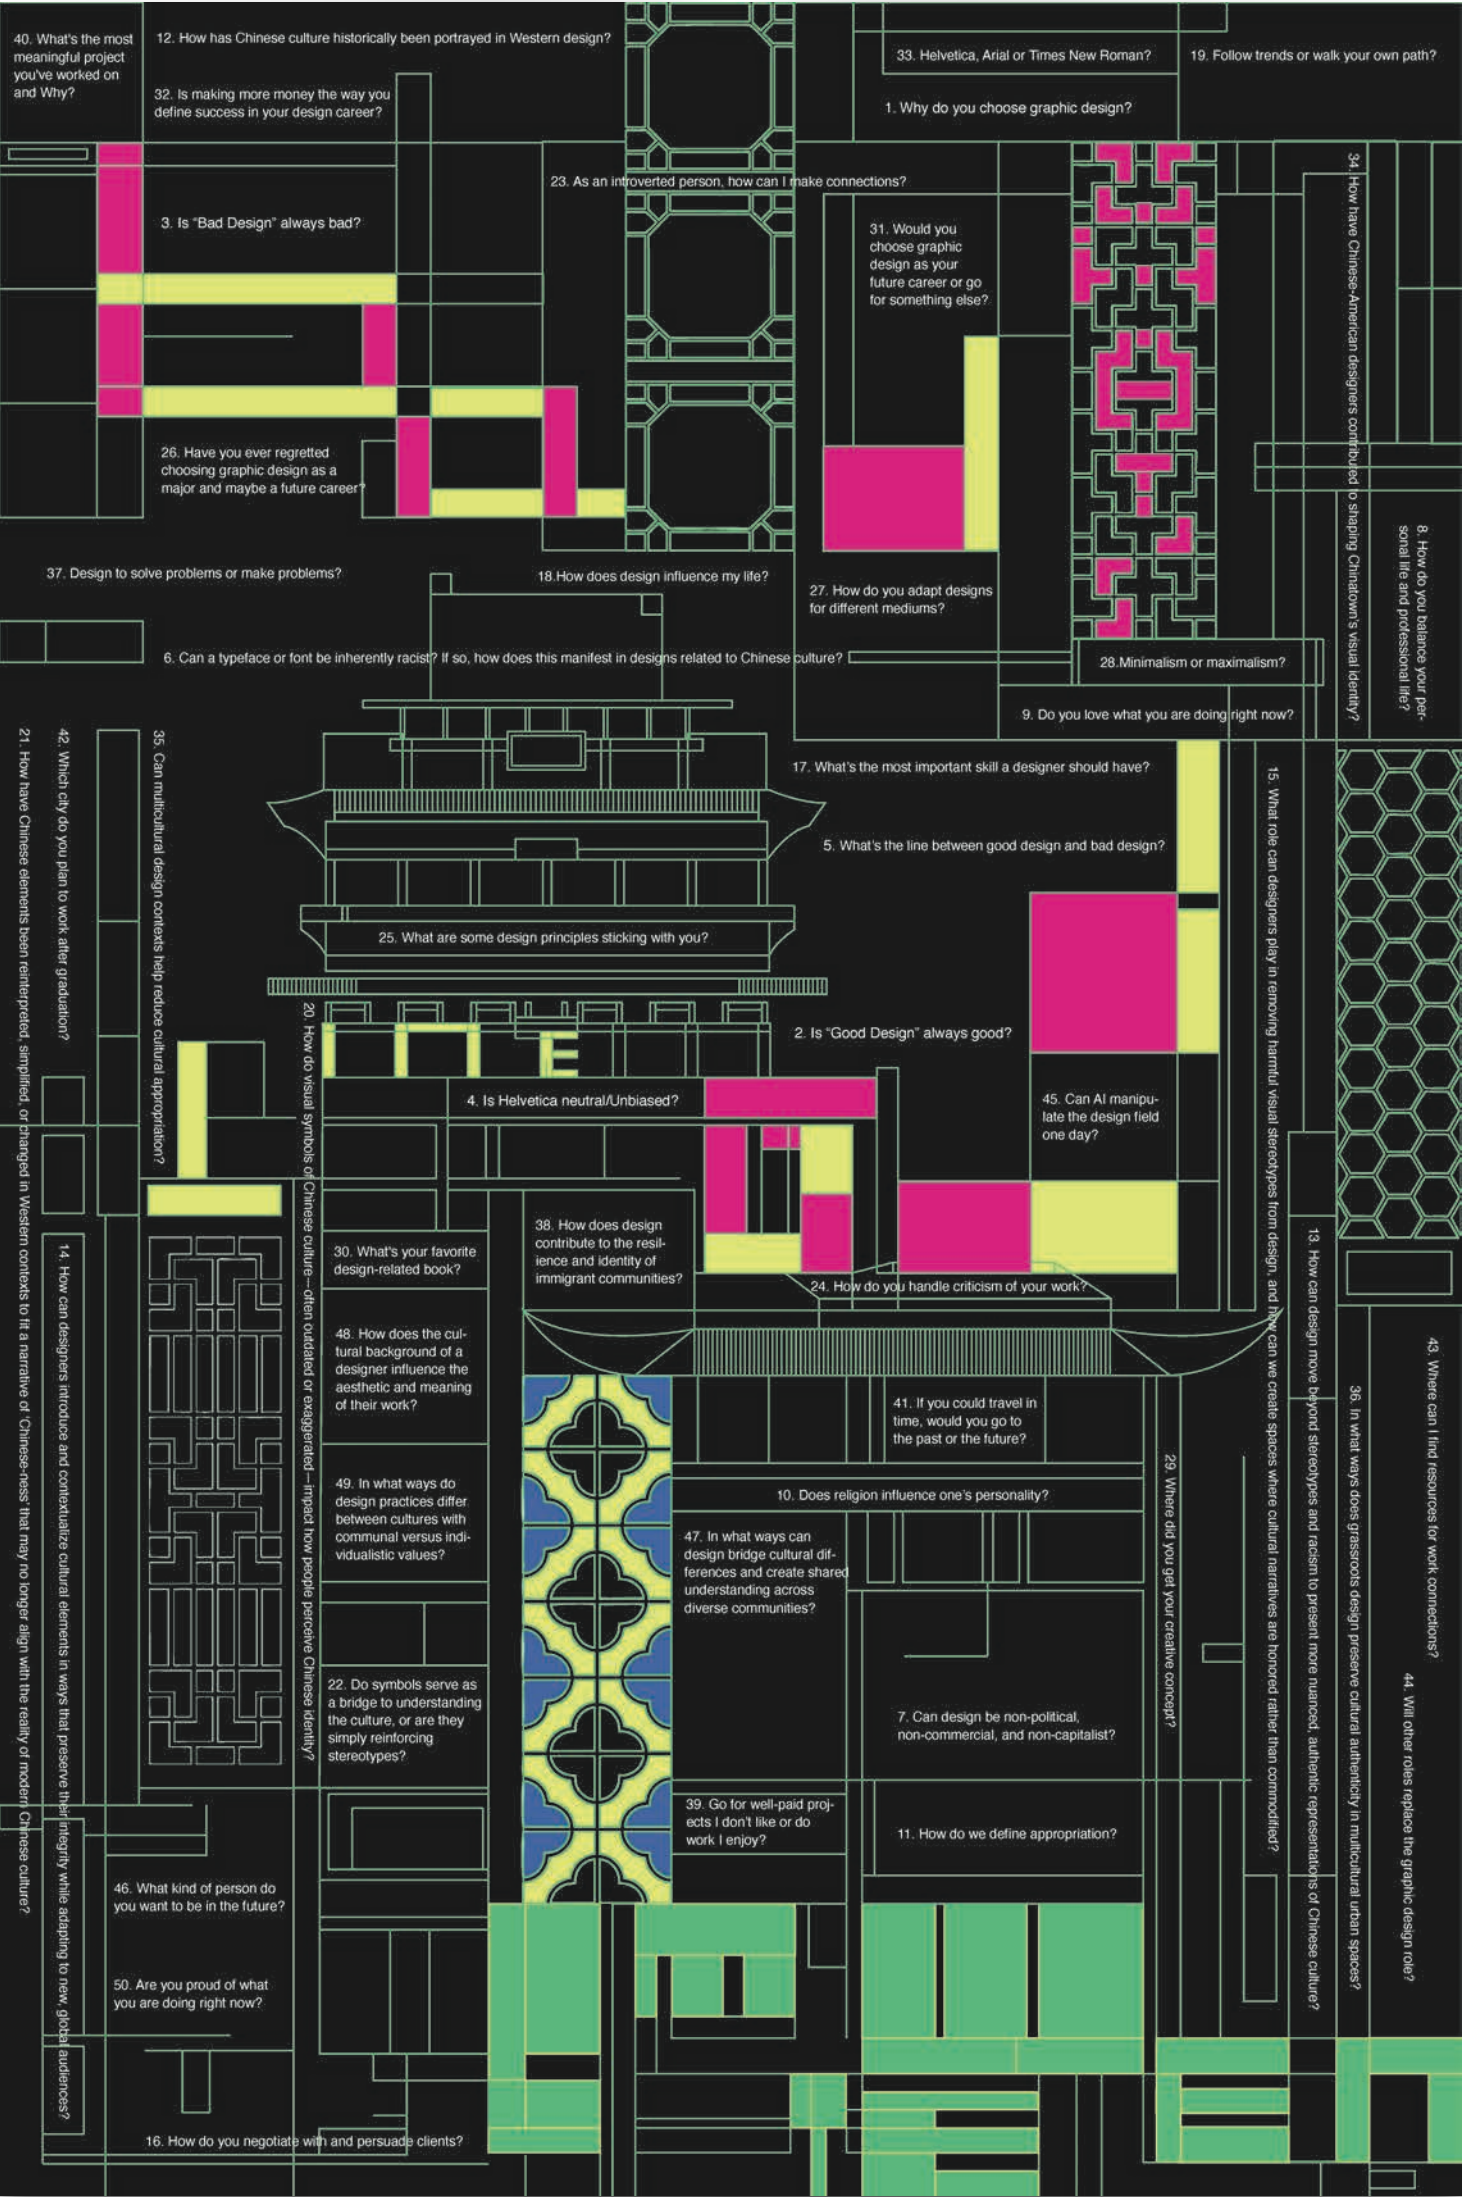 40. What's the most
meaningful project
you've worked on
and Why?
12. How has Chinese culture historically been portrayed in Western design?
32. Is making more money the way you
define success in your design career?
33. Helvetica, Arial or Times New Roman?
19. Follow trends or walk your own path?
1. Why do you choose graphic design?
23. As an introverted person, how can I make connections?
3. Is “Bad Design” always bad?
31. Would you
choose graphic
design as your
future career or go
for something else?
34. How have Chinese-American designers contributed to shaping Chinatown's visual identity?
26. Have you ever regretted
choosing graphic design as a
major and maybe a future career?
8. How do you balance your per-
sonal life and professional life?
37. Design to solve problems or make problems?
18.How does design influence my life?
27. How do you adapt designs
for different mediums?
6. Can a typeface or font be inherently racist? If so, how does this manifest in designs related to Chinese culture?
28.Minimalism or maximalism?
9. Do you love what you are doing right now?
21. How have Chinese elements been reinterpreted, simplified, or changed in Western contexts to fit a narrative of ‘Chinese-ness’ that may no longer align with the reality of modern Chinese culture?
42. Which city do you plan to work after graduation?
35. Can multicultural design contexts help reduce cultural appropriation?
17. What's the most important skill a designer should have?
15. What role can designers play in removing harmful visual stereotypes from design, and how can we create spaces where cultural narratives are honored rather than commodified?
5. What's the line between good design and bad design?
25. What are some design principles sticking with you?
20. How do visual symbols of Chinese culture—often outdated or exaggerated—impact how people perceive Chinese identity?
2. Is “Good Design” always good?
4. Is Helvetica neutral/Unbiased?
45. Can AI manipu-
late the design field
one day?
14. How can designers introduce and contextualize cultural elements in ways that preserve their integrity while adapting to new, global audiences?
30. What's your favorite
design-related book?
38. How does design
contribute to the resil-
ience and identity of
immigrant communities?
24. How do you handle criticism of your work?
13. How can design move beyond stereotypes and racism to present more nuanced, authentic representations of Chinese culture?
43. Where can I find resources for work connections?
48. How does the cul-
tural background of a
designer influence the
aesthetic and meaning
of their work?
41. If you could travel in
time, would you go to
the past or the future?
36. In what ways does grassroots design preserve cultural authenticity in multicultural urban spaces?
29. Where did you get your creative concept?
49. In what ways do
design practices differ
between cultures with
communal versus indi-
vidualistic values?
10. Does religion influence one's personality?
47. In what ways can
design bridge cultural dif-
ferences and create shared
understanding across
diverse communities?
44. Will other roles replace the graphic design role?
22. Do symbols serve as
a bridge to understanding
the culture, or are they
simply reinforcing
stereotypes?
7. Can design be non-political,
non-commercial, and non-capitalist?
39. Go for well-paid proj-
ects I don't like or do
work I enjoy?
11. How do we define appropriation?
46. What kind of person do
you want to be in the future?
50. Are you proud of what
you are doing right now?
16. How do you negotiate with and persuade clients?